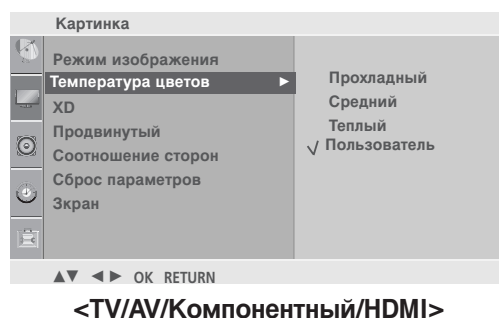 Картинка
Режим изображения
Температура цветов ►
XD
Продвинутый
Соотношение сторон
Сброс параметров
Зкран
Прохладный
Средний
Теплый
√ Пользователь
▲▼ ◄► OK RETURN
<TV/AV/Компонентный/HDMI>